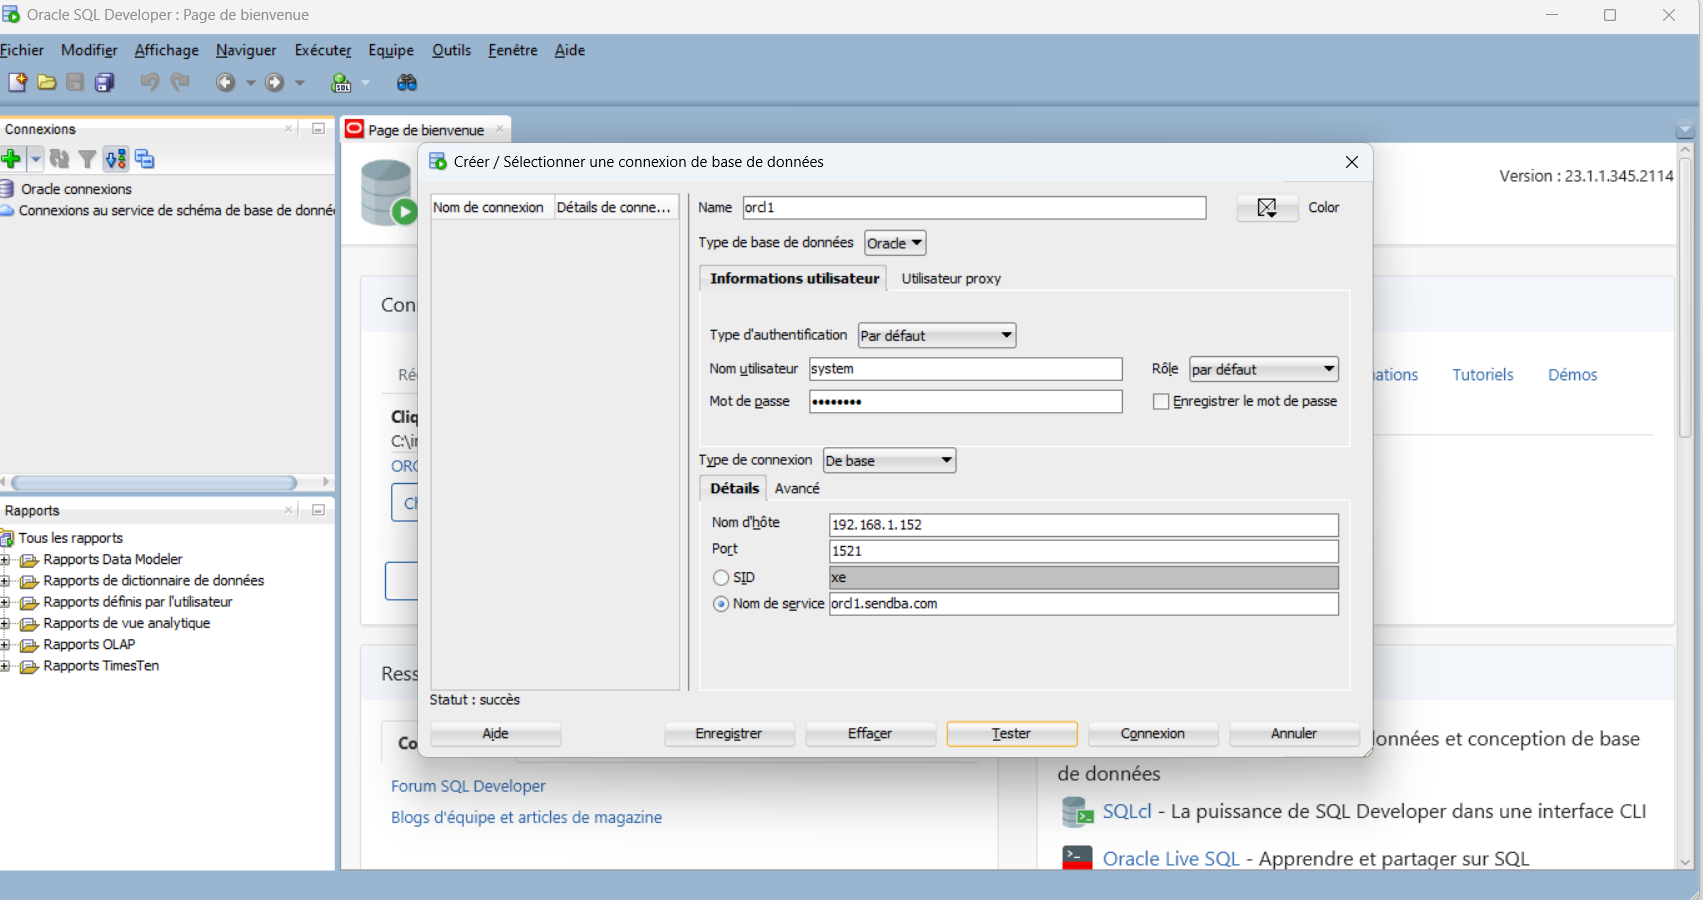 Oracle SQL Developer : Page de bienvenue
Fichier Modifier Affichage Naviguer Exécuter Equipe Outils Fenêtre Aide
SQL
Connexions
Oracle connexions
Connexions au service de schéma de base de donné
Page de bienvenue
Version : 23.1.1.345.2114
Créer / Sélectionner une connexion de base de données
Nom de connexion Détails de conne...
Name orcl1 Color
Type de base de données Oracle
Informations utilisateur Utilisateur proxy
Type d'authentification Par défaut
Nom utilisateur system Rôle par défaut
Mot de passe •••••••• Enregistrer le mot de passe
Type de connexion De base
Détails Avancé
Nom d'hôte 192.168.1.152
Port 1521
SID xe
Nom de service orcl1.sendba.com
Statut : succès
Aide Enregistrer Effacer Tester Connexion Annuler
Con
Ré
Cliq
C:\in
ORC
Ch
ations Tutoriels Démos
Rapports
Tous les rapports
Rapports Data Modeler
Rapports de dictionnaire de données
Rapports définis par l'utilisateur
Rapports de vue analytique
Rapports OLAP
Rapports TimesTen
Ress
Co
Forum SQL Developer
Blogs d'équipe et articles de magazine
données et conception de base
de données
SQLcl - La puissance de SQL Developer dans une interface CLI
Oracle Live SQL - Apprendre et partager sur SQL